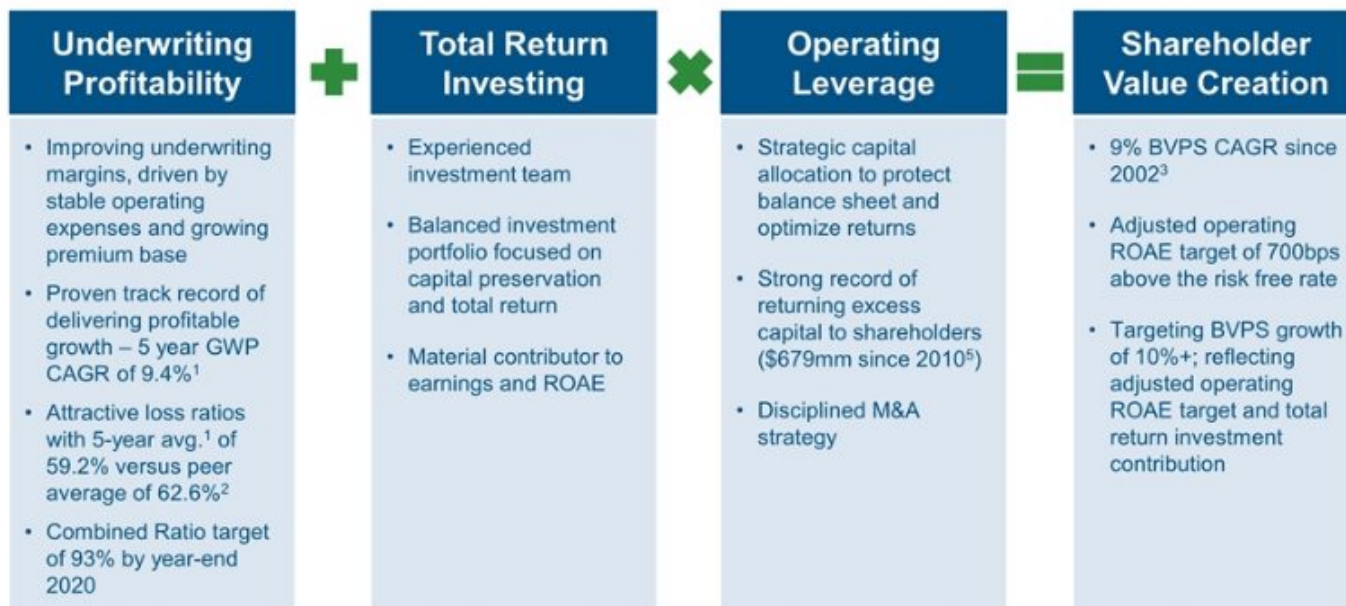 Underwriting
Profitability
• Improving underwriting
margins, driven by
stable operating
expenses and growing
premium base
• Proven track record of
delivering profitable
growth – 5 year GWP
CAGR of 9.4%¹
• Attractive loss ratios
with 5-year avg.¹ of
59.2% versus peer
average of 62.6%²
• Combined Ratio target
of 93% by year-end
2020
+
Total Return
Investing
• Experienced
investment team
• Balanced investment
portfolio focused on
capital preservation
and total return
• Material contributor to
earnings and ROAE
×
Operating
Leverage
• Strategic capital
allocation to protect
balance sheet and
optimize returns
• Strong record of
returning excess
capital to shareholders
($679mm since 2010⁵)
• Disciplined M&A
strategy
=
Shareholder
Value Creation
• 9% BVPS CAGR since
2002³
• Adjusted operating
ROAE target of 700bps
above the risk free rate
• Targeting BVPS growth
of 10%+; reflecting
adjusted operating
ROAE target and total
return investment
contribution